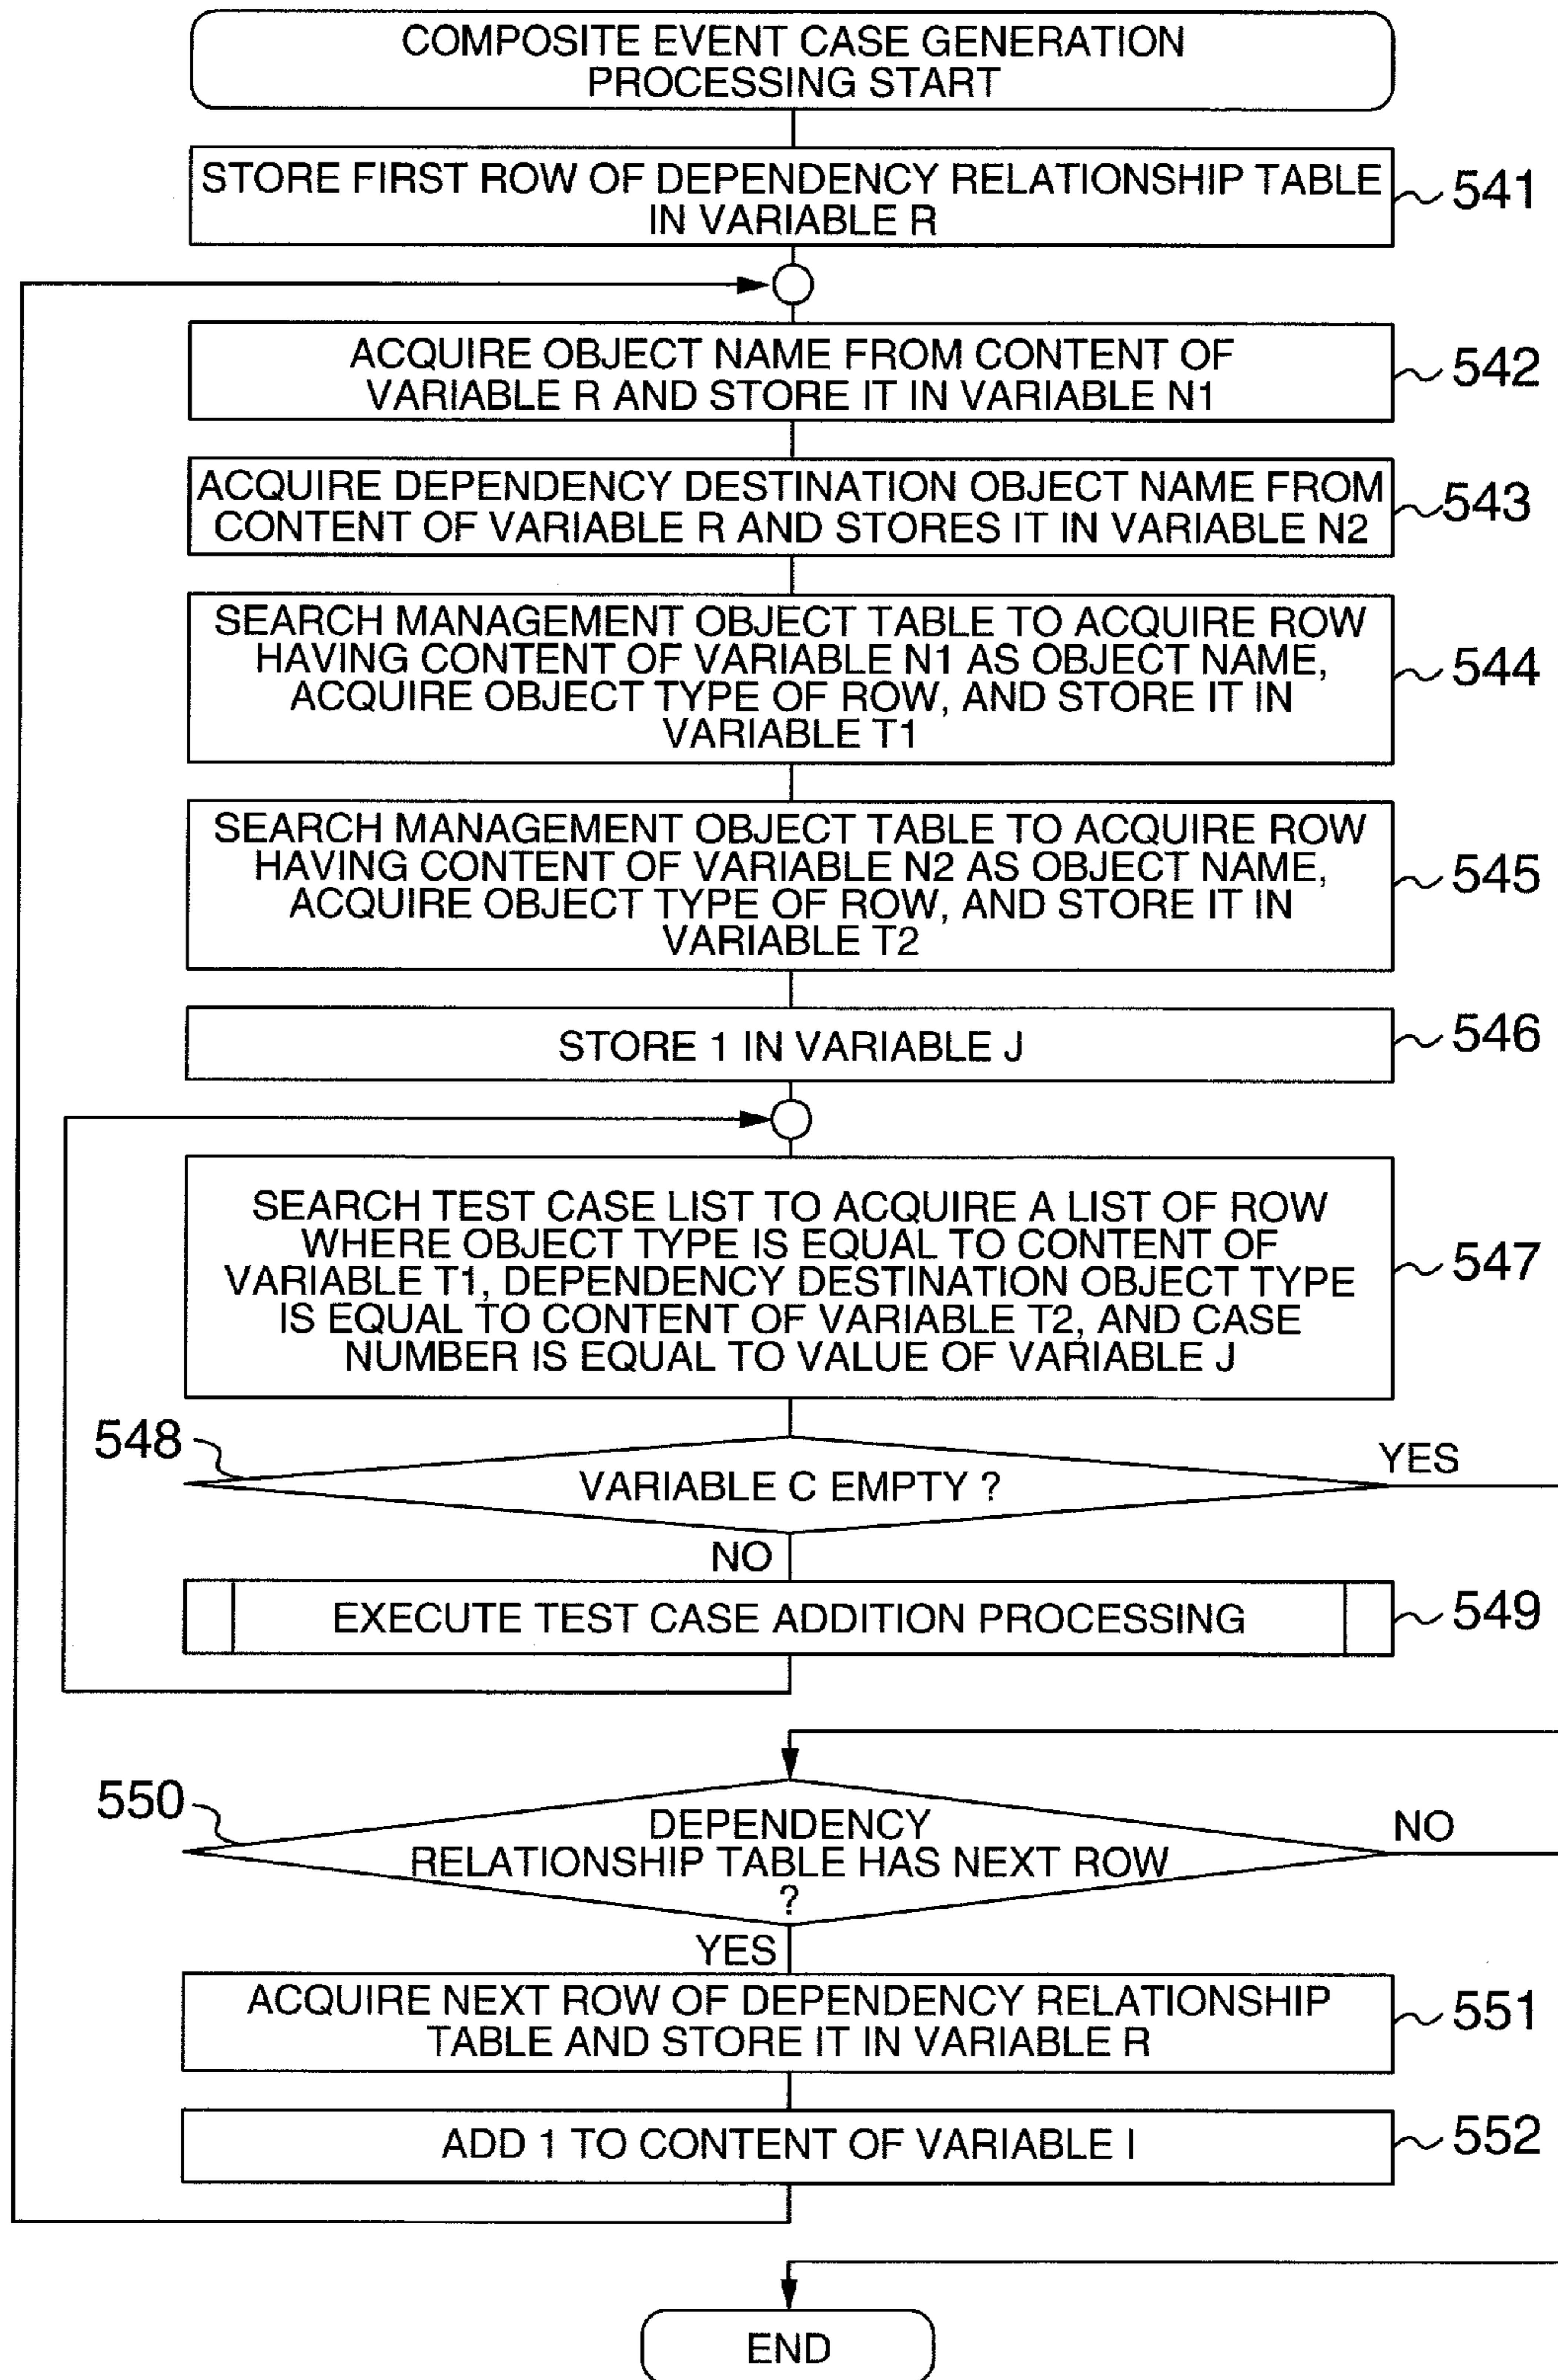 COMPOSITE EVENT CASE GENERATION
PROCESSING START
STORE FIRST ROW OF DEPENDENCY RELATIONSHIP TABLE
IN VARIABLE R
541
ACQUIRE OBJECT NAME FROM CONTENT OF
VARIABLE R AND STORE IT IN VARIABLE N1
542
ACQUIRE DEPENDENCY DESTINATION OBJECT NAME FROM
CONTENT OF VARIABLE R AND STORES IT IN VARIABLE N2
543
SEARCH MANAGEMENT OBJECT TABLE TO ACQUIRE ROW
HAVING CONTENT OF VARIABLE N1 AS OBJECT NAME,
ACQUIRE OBJECT TYPE OF ROW, AND STORE IT IN
VARIABLE T1
544
SEARCH MANAGEMENT OBJECT TABLE TO ACQUIRE ROW
HAVING CONTENT OF VARIABLE N2 AS OBJECT NAME,
ACQUIRE OBJECT TYPE OF ROW, AND STORE IT IN
VARIABLE T2
545
STORE 1 IN VARIABLE J
546
SEARCH TEST CASE LIST TO ACQUIRE A LIST OF ROW
WHERE OBJECT TYPE IS EQUAL TO CONTENT OF
VARIABLE T1, DEPENDENCY DESTINATION OBJECT TYPE
IS EQUAL TO CONTENT OF VARIABLE T2, AND CASE
NUMBER IS EQUAL TO VALUE OF VARIABLE J
547
548
VARIABLE C EMPTY ?
YES
NO
EXECUTE TEST CASE ADDITION PROCESSING
549
550
DEPENDENCY
RELATIONSHIP TABLE HAS NEXT ROW
?
NO
YES
ACQUIRE NEXT ROW OF DEPENDENCY RELATIONSHIP
TABLE AND STORE IT IN VARIABLE R
551
ADD 1 TO CONTENT OF VARIABLE I
552
END